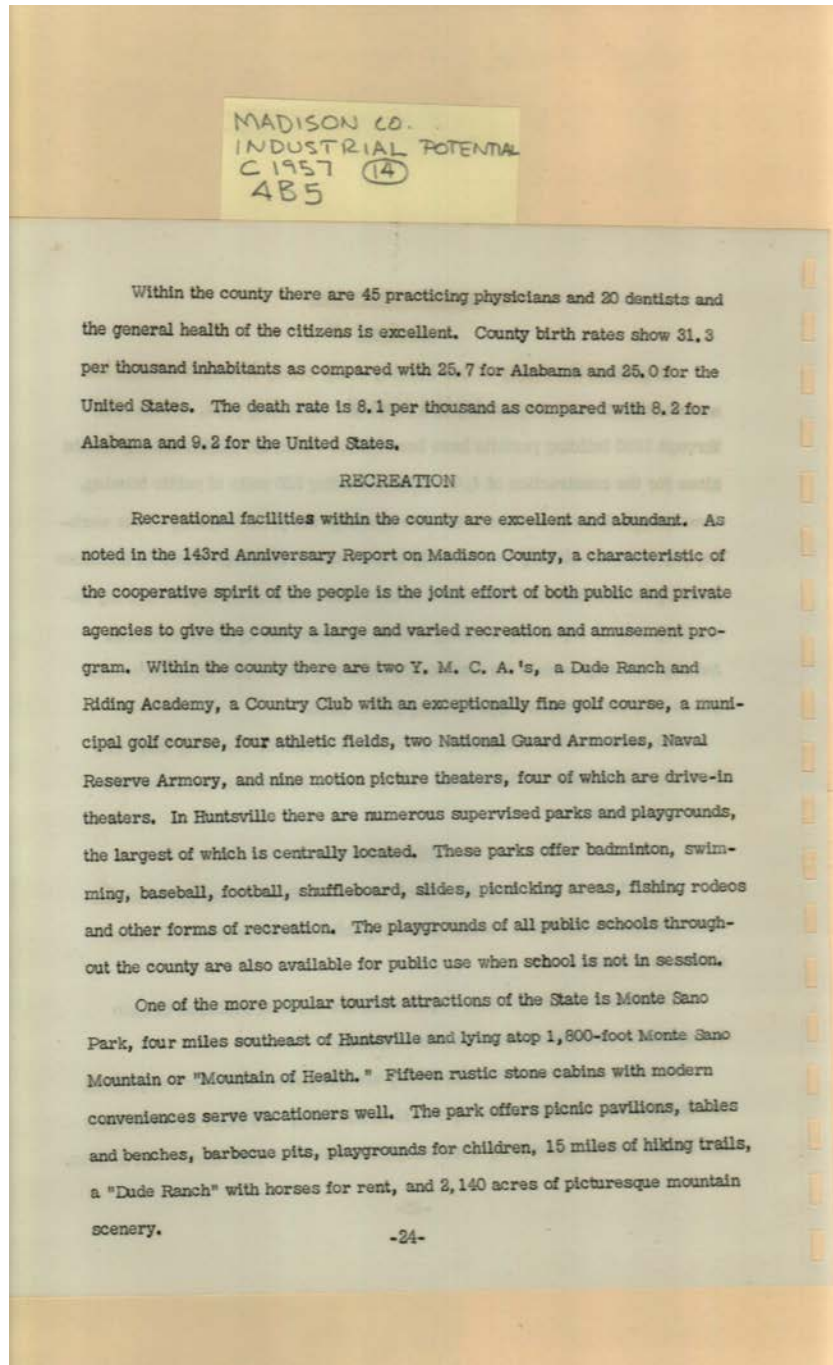 MADISON CO.
INDUSTRIAL POTENTIAL
C 1957 (14)
4B5
Within the county there are 45 practicing physicians and 20 dentists and
the general health of the citizens is excellent. County birth rates show 31.3
per thousand inhabitants as compared with 25.7 for Alabama and 25.0 for the
United States. The death rate is 8.1 per thousand as compared with 8.2 for
Alabama and 9.2 for the United States.
RECREATION
Recreational facilities within the county are excellent and abundant. As
noted in the 143rd Anniversary Report on Madison County, a characteristic of
the cooperative spirit of the people is the joint effort of both public and private
agencies to give the county a large and varied recreation and amusement pro-
gram. Within the county there are two Y. M. C. A.'s, a Dude Ranch and
Riding Academy, a Country Club with an exceptionally fine golf course, a muni-
cipal golf course, four athletic fields, two National Guard Armories, Naval
Reserve Armory, and nine motion picture theaters, four of which are drive-in
theaters. In Huntsville there are numerous supervised parks and playgrounds,
the largest of which is centrally located. These parks offer badminton, swim-
ming, baseball, football, shuffleboard, slides, picnicking areas, fishing rodeos
and other forms of recreation. The playgrounds of all public schools through-
out the county are also available for public use when school is not in session.
One of the more popular tourist attractions of the State is Monte Sano
Park, four miles southeast of Huntsville and lying atop 1,800-foot Monte Sano
Mountain or "Mountain of Health." Fifteen rustic stone cabins with modern
conveniences serve vacationers well. The park offers picnic pavilions, tables
and benches, barbecue pits, playgrounds for children, 15 miles of hiking trails,
a "Dude Ranch" with horses for rent, and 2,140 acres of picturesque mountain
scenery.
-24-